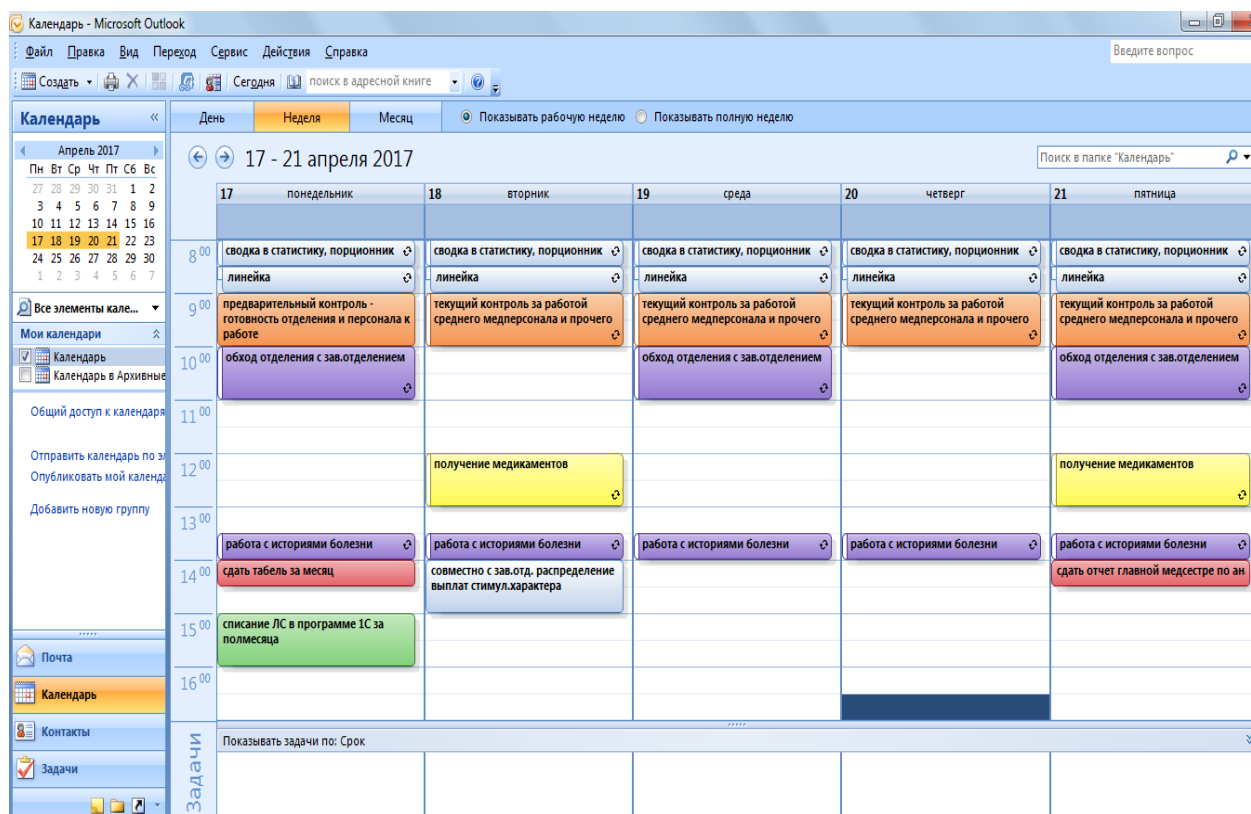 Календарь - Microsoft Outlook
Файл Правка Вид Переход Сервис Действия Справка
Введите вопрос
Создать Сегодня поиск в адресной книге
Календарь «
День Неделя Месяц Показывать рабочую неделю Показывать полную неделю
Апрель 2017
Пн Вт Ср Чт Пт Сб Вс
27 28 29 30 31 1 2
3 4 5 6 7 8 9
10 11 12 13 14 15 16
17 18 19 20 21 22 23
24 25 26 27 28 29 30
1 2 3 4 5 6 7
Все элементы кале...
Мои календари
Календарь
Календарь в Архивные
Общий доступ к календаря
Отправить календарь по эл
Опубликовать мой календа
Добавить новую группу
Почта
Календарь
Контакты
Задачи
17 - 21 апреля 2017
Поиск в папке "Календарь"
17 понедельник
18 вторник
19 среда
20 четверг
21 пятница
8 00
9 00
10 00
11 00
12 00
13 00
14 00
15 00
16 00
сводка в статистику, порционник
линейка
предварительный контроль -
готовность отделения и персонала к
работе
обход отделения с зав.отделением
работа с историями болезни
сдать табель за месяц
списание ЛС в программе 1С за
полмесяца
сводка в статистику, порционник
линейка
текущий контроль за работой
среднего медперсонала и прочего
получение медикаментов
работа с историями болезни
совместно с зав.отд. распределение
выплат стимул.характера
сводка в статистику, порционник
линейка
текущий контроль за работой
среднего медперсонала и прочего
обход отделения с зав.отделением
работа с историями болезни
сводка в статистику, порционник
линейка
текущий контроль за работой
среднего медперсонала и прочего
работа с историями болезни
сводка в статистику, порционник
линейка
текущий контроль за работой
среднего медперсонала и прочего
обход отделения с зав.отделением
получение медикаментов
работа с историями болезни
сдать отчет главной медсестре по ан
Задачи
Показывать задачи по: Срок